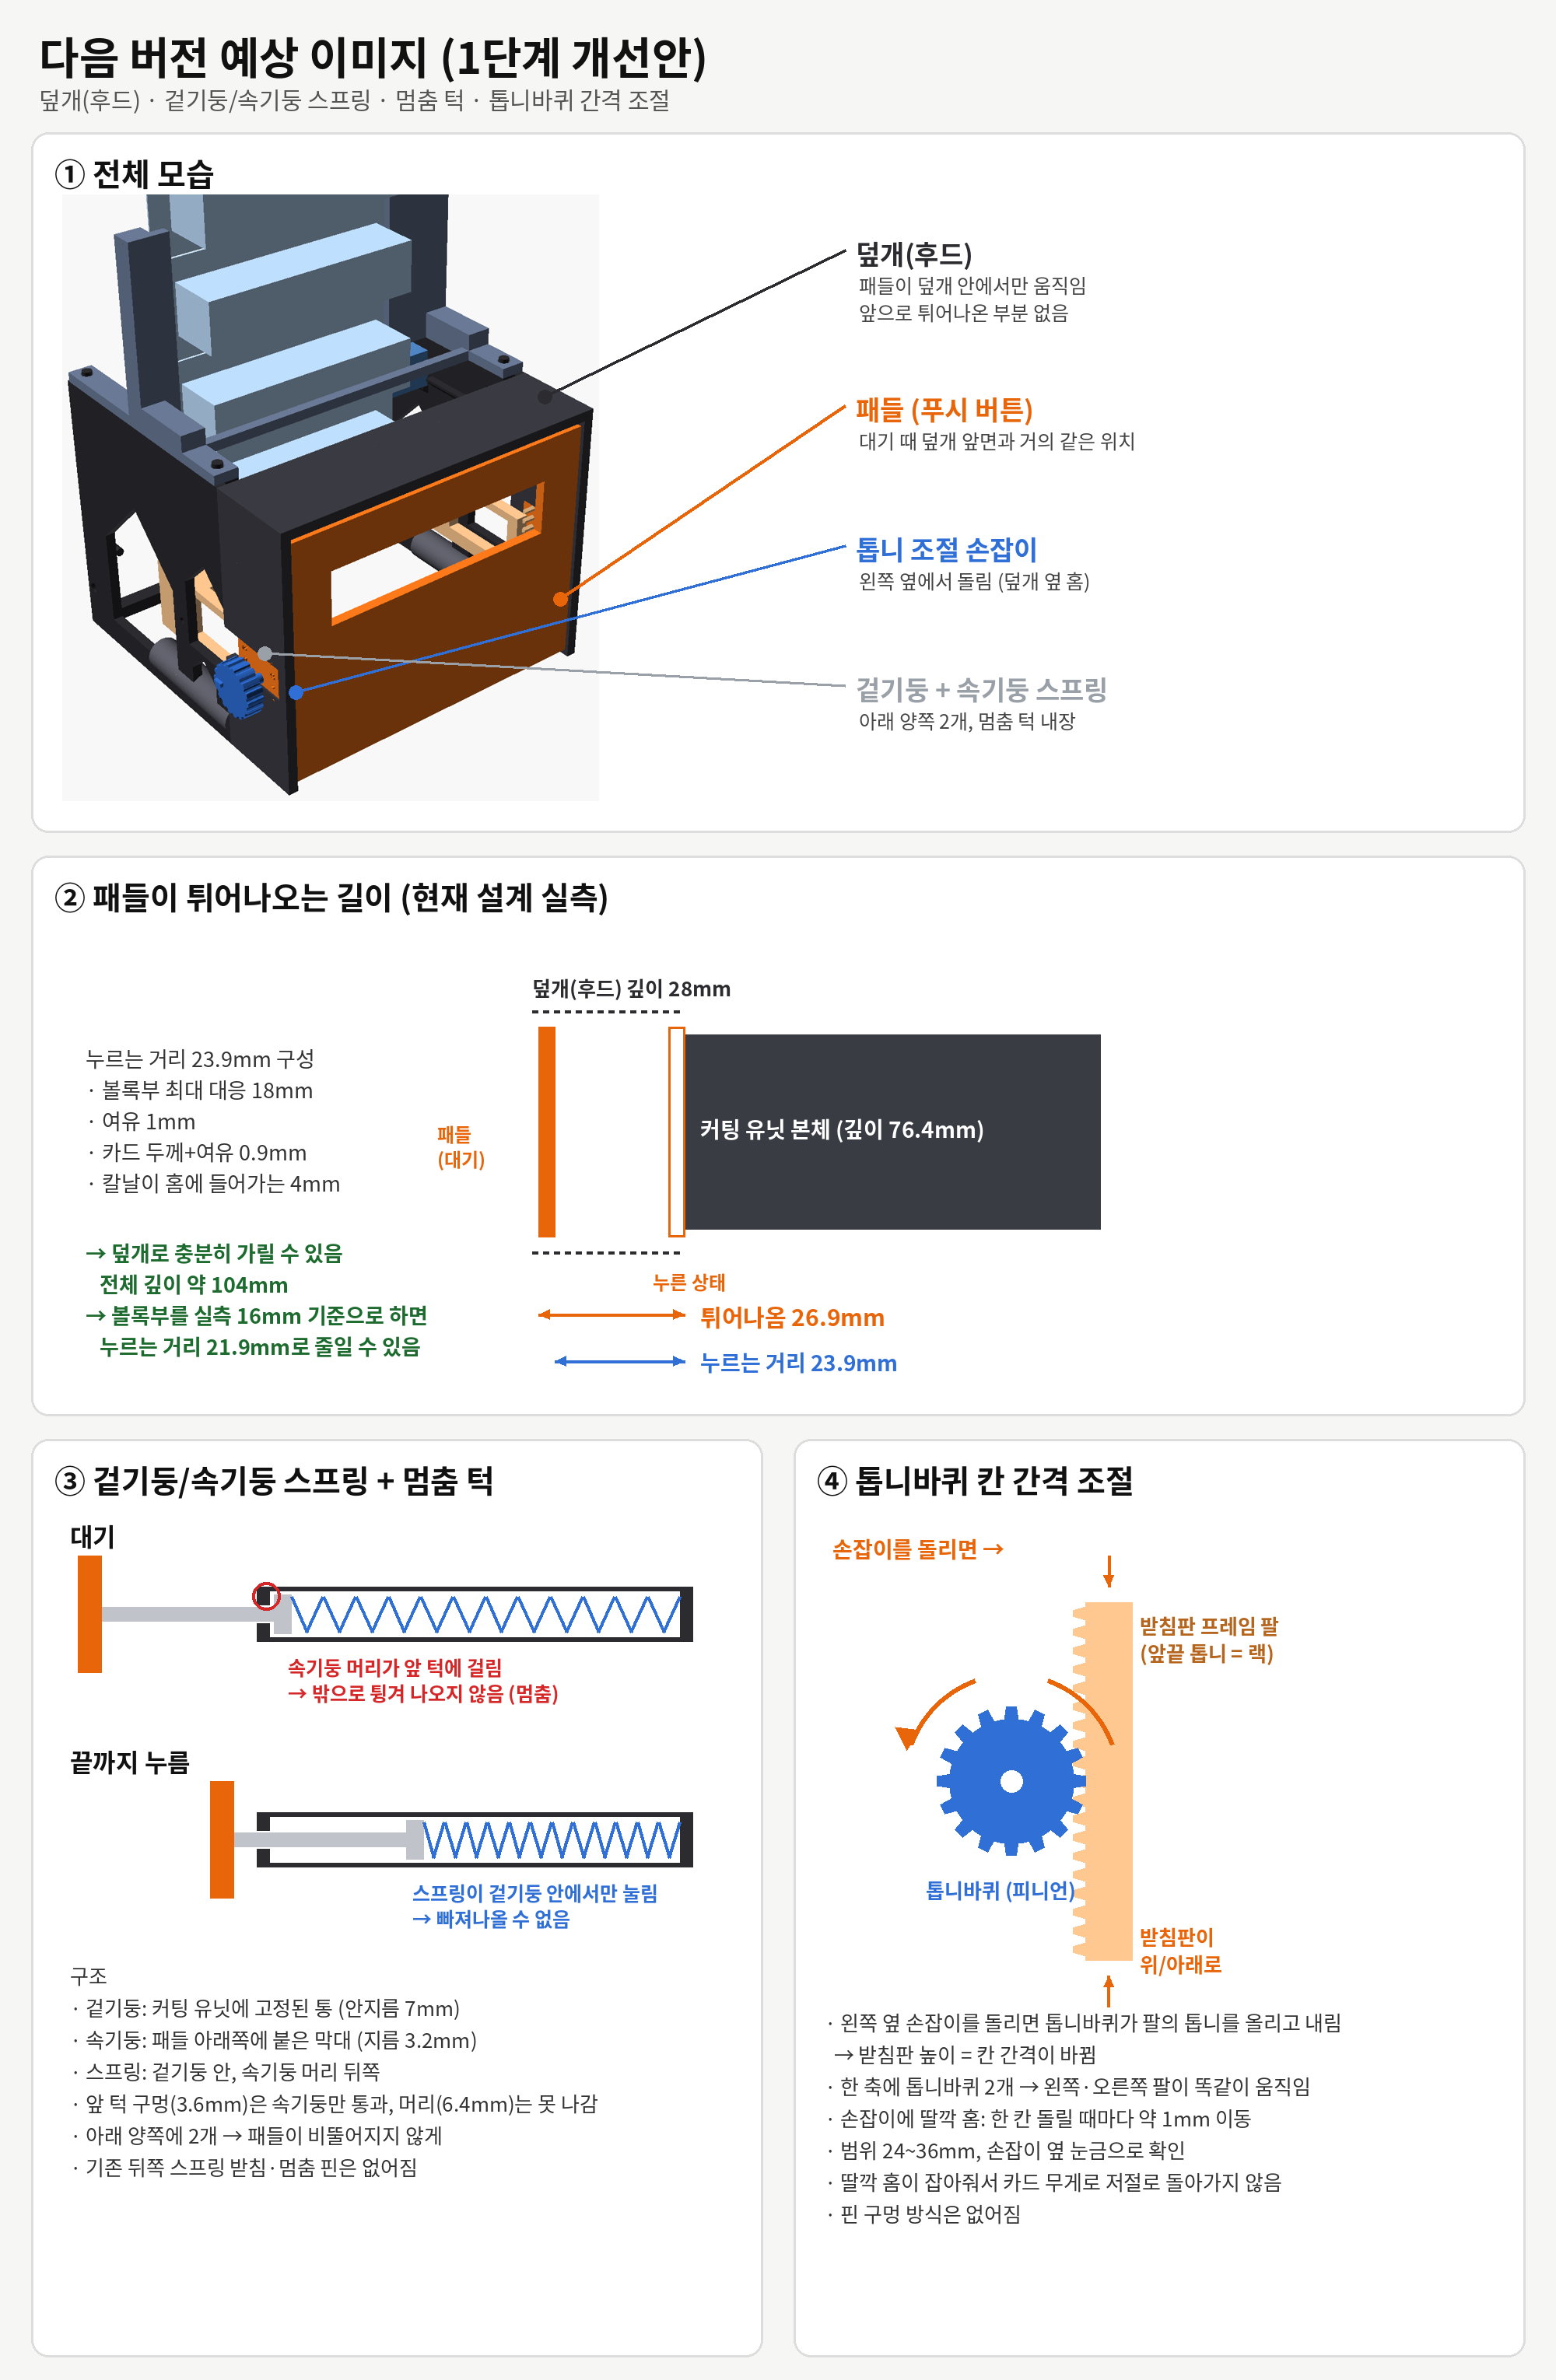 다음 버전 예상 이미지 (1단계 개선안)
덮개(후드) · 겉기둥/속기둥 스프링 · 멈춤 턱 · 톱니바퀴 간격 조절
① 전체 모습
덮개(후드)
패들이 덮개 안에서만 움직임
앞으로 튀어나온 부분 없음
패들 (푸시 버튼)
대기 때 덮개 앞면과 거의 같은 위치
톱니 조절 손잡이
왼쪽 옆에서 돌림 (덮개 옆 홈)
겉기둥 + 속기둥 스프링
아래 양쪽 2개, 멈춤 턱 내장
② 패들이 튀어나오는 길이 (현재 설계 실측)
덮개(후드) 깊이 28mm
누르는 거리 23.9mm 구성
· 볼록부 최대 대응 18mm
· 여유 1mm
· 카드 두께+여유 0.9mm
· 칼날이 홈에 들어가는 4mm
패들
(대기)
커팅 유닛 본체 (깊이 76.4mm)
→ 덮개로 충분히 가릴 수 있음
전체 깊이 약 104mm
→ 볼록부를 실측 16mm 기준으로 하면
누르는 거리 21.9mm로 줄일 수 있음
누른 상태
튀어나옴 26.9mm
누르는 거리 23.9mm
③ 겉기둥/속기둥 스프링 + 멈춤 턱
대기
속기둥 머리가 앞 턱에 걸림
→ 밖으로 튕겨 나오지 않음 (멈춤)
끝까지 누름
스프링이 겉기둥 안에서만 눌림
→ 빠져나올 수 없음
구조
· 겉기둥: 커팅 유닛에 고정된 통 (안지름 7mm)
· 속기둥: 패들 아래쪽에 붙은 막대 (지름 3.2mm)
· 스프링: 겉기둥 안, 속기둥 머리 뒤쪽
· 앞 턱 구멍(3.6mm)은 속기둥만 통과, 머리(6.4mm)는 못 나감
· 아래 양쪽에 2개 → 패들이 비뚤어지지 않게
· 기존 뒤쪽 스프링 받침·멈춤 핀은 없어짐
④ 톱니바퀴 칸 간격 조절
손잡이를 돌리면 →
받침판 프레임 팔
(앞끝 톱니 = 랙)
톱니바퀴 (피니언)
받침판이
위/아래로
· 왼쪽 옆 손잡이를 돌리면 톱니바퀴가 팔의 톱니를 올리고 내림
→ 받침판 높이 = 칸 간격이 바뀜
· 한 축에 톱니바퀴 2개 → 왼쪽·오른쪽 팔이 똑같이 움직임
· 손잡이에 딸깍 홈: 한 칸 돌릴 때마다 약 1mm 이동
· 범위 24~36mm, 손잡이 옆 눈금으로 확인
· 딸깍 홈이 잡아줘서 카드 무게로 저절로 돌아가지 않음
· 핀 구멍 방식은 없어짐